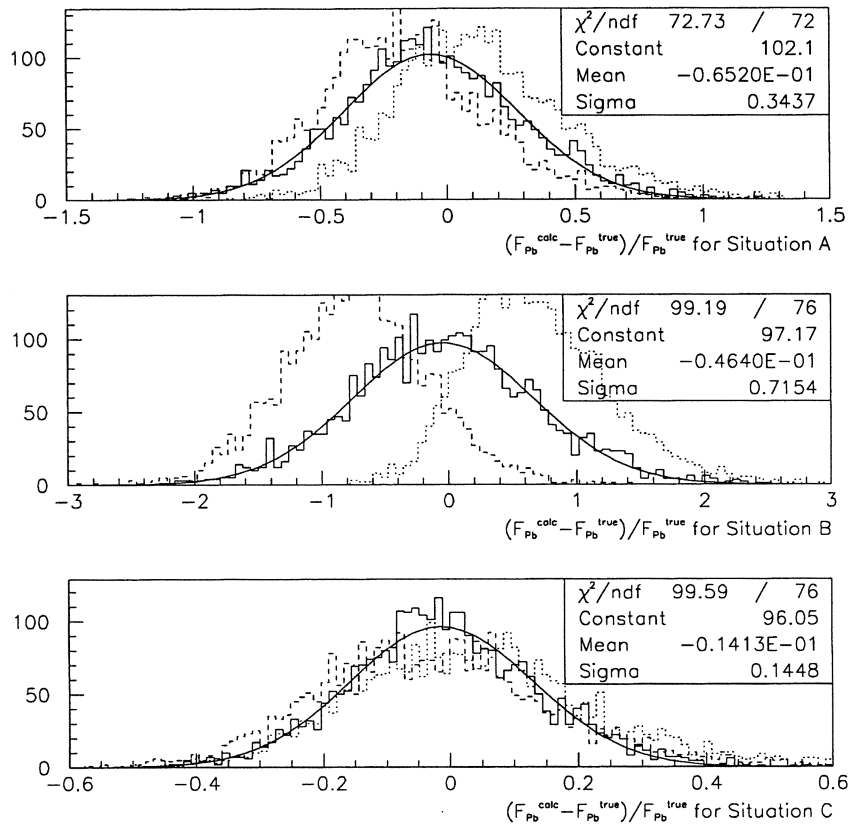 χ²/ndf 72.73 / 72
Constant 102.1
Mean −0.6520E−01
Sigma 0.3437
100
50
0
−1.5 −1 −0.5 0 0.5 1 1.5
(F_Pb^calc−F_Pb^true)/F_Pb^true for Situation A
χ²/ndf 99.19 / 76
Constant 97.17
Mean −0.4640E−01
Sigma 0.7154
100
50
0
−3 −2 −1 0 1 2 3
(F_Pb^calc−F_Pb^true)/F_Pb^true for Situation B
χ²/ndf 99.59 / 76
Constant 96.05
Mean −0.1413E−01
Sigma 0.1448
100
50
0
−0.6 −0.4 −0.2 0 0.2 0.4 0.6
(F_Pb^calc−F_Pb^true)/F_Pb^true for Situation C